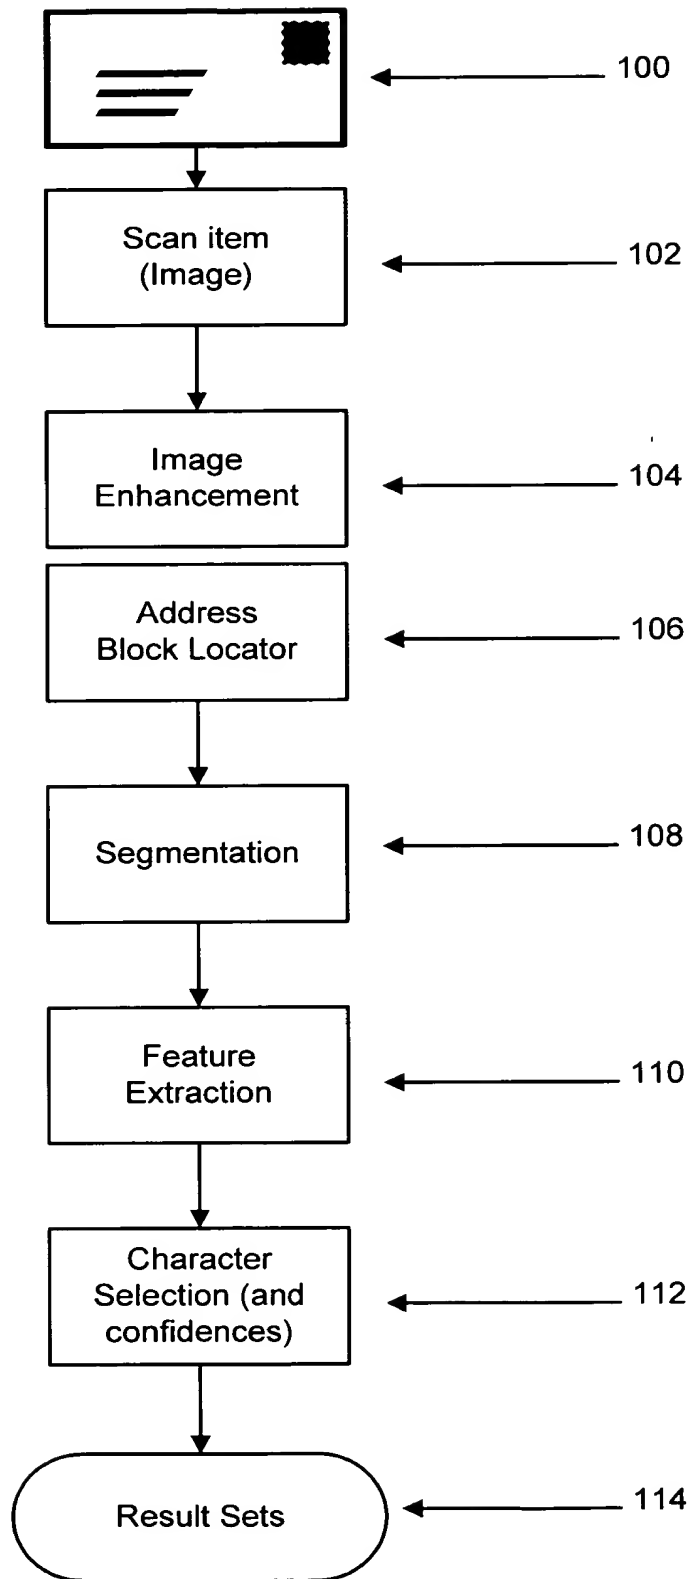 100
Scan item
(Image)
102
Image
Enhancement
104
Address
Block Locator
106
Segmentation
108
Feature
Extraction
110
Character
Selection (and
confidences)
112
Result Sets
114